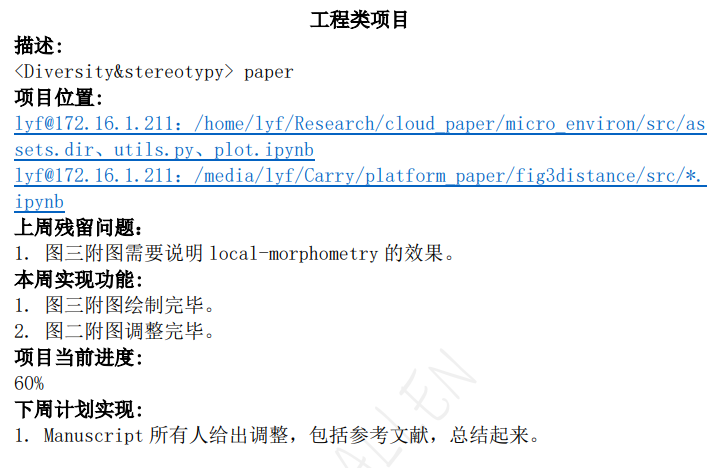 工程类项目
描述:
<Diversity&stereotypy> paper
项目位置:
lyf@172.16.1.211: /home/lyf/Research/cloud_paper/micro_environ/src/as
sets.dir、utils.py、plot.ipynb
lyf@172.16.1.211: /media/lyf/Carry/platform_paper/fig3distance/src/*.
ipynb
上周残留问题:
1. 图三附图需要说明 local-morphometry 的效果。
本周实现功能:
1. 图三附图绘制完毕。
2. 图二附图调整完毕。
项目当前进度:
60%
下周计划实现:
1. Manuscript 所有人给出调整，包括参考文献，总结起来。